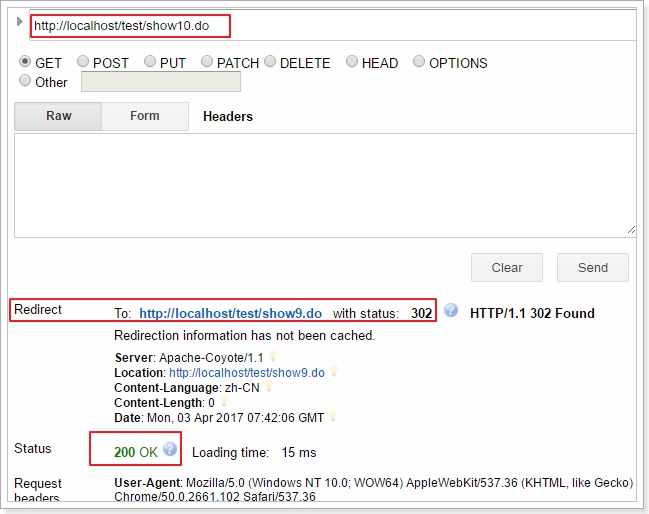 http://localhost/test/show10.do
GET POST PUT PATCH DELETE HEAD OPTIONS
Other
Raw Form Headers
Clear Send
Redirect To: http://localhost/test/show9.do with status: 302 ? HTTP/1.1 302 Found
Redirection information has not been cached.
Server: Apache-Coyote/1.1
Location: http://localhost/test/show9.do
Content-Language: zh-CN
Content-Length: 0
Date: Mon, 03 Apr 2017 07:42:06 GMT
Status 200 OK ? Loading time: 15 ms
Request User-Agent: Mozilla/5.0 (Windows NT 10.0; WOW64) AppleWebKit/537.36 (KHTML, like Gecko)
headers Chrome/50.0.2661.102 Safari/537.36